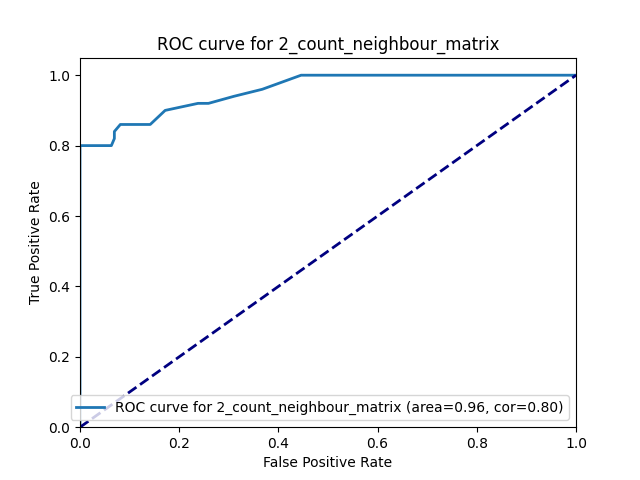 ROC curve for 2_count_neighbour_matrix
1.0
0.8
0.6
0.4
0.2
0.0
True Positive Rate
ROC curve for 2_count_neighbour_matrix (area=0.96, cor=0.80)
0.0 0.2 0.4 0.6 0.8 1.0
False Positive Rate